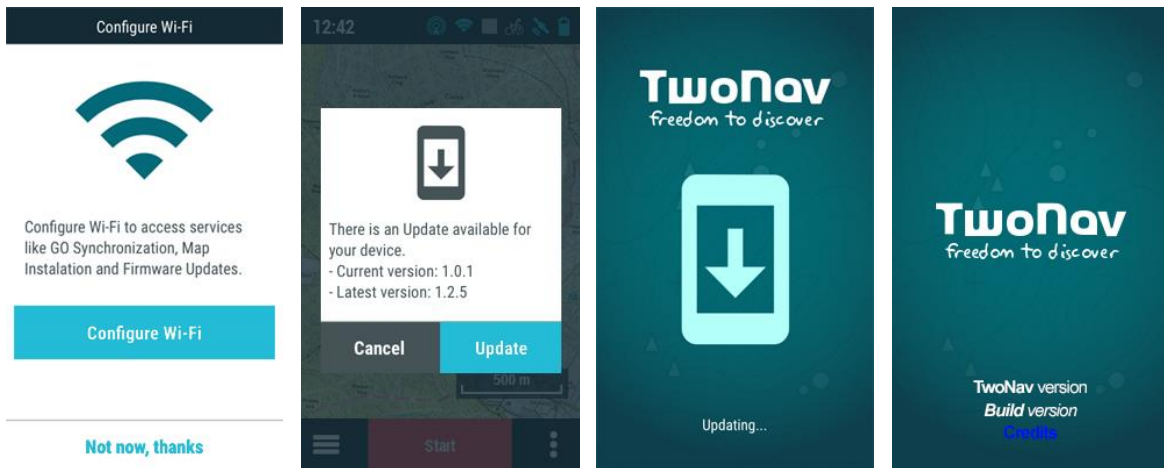 Configure Wi-Fi
Configure Wi-Fi to access services
like GO Synchronization, Map
Instalation and Firmware Updates.
Configure Wi-Fi
Not now, thanks
12:42
There is an Update available for
your device.
- Current version: 1.0.1
- Latest version: 1.2.5
Cancel
Update
500 m
Start
TwoNav
freedom to discover
Updating...
TwoNav
freedom to discover
TwoNav version
Build version
Credits